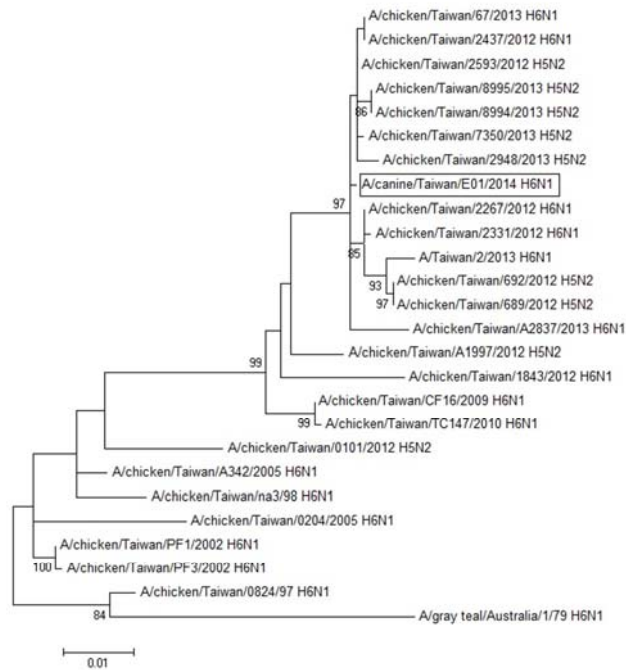 A/chicken/Taiwan/67/2013 H6N1
A/chicken/Taiwan/2437/2012 H6N1
A/chicken/Taiwan/2593/2012 H5N2
A/chicken/Taiwan/8995/2013 H5N2
86
A/chicken/Taiwan/8994/2013 H5N2
A/chicken/Taiwan/7350/2013 H5N2
A/chicken/Taiwan/2948/2013 H5N2
A/canine/Taiwan/E01/2014 H6N1
97
A/chicken/Taiwan/2267/2012 H6N1
A/chicken/Taiwan/2331/2012 H6N1
85
A/Taiwan/2/2013 H6N1
93
A/chicken/Taiwan/692/2012 H5N2
97
A/chicken/Taiwan/689/2012 H5N2
A/chicken/Taiwan/A2837/2013 H6N1
A/chicken/Taiwan/A1997/2012 H5N2
99
A/chicken/Taiwan/1843/2012 H6N1
A/chicken/Taiwan/CF16/2009 H6N1
99
A/chicken/Taiwan/TC147/2010 H6N1
A/chicken/Taiwan/0101/2012 H5N2
A/chicken/Taiwan/A342/2005 H6N1
A/chicken/Taiwan/na3/98 H6N1
A/chicken/Taiwan/0204/2005 H6N1
A/chicken/Taiwan/PF1/2002 H6N1
100
A/chicken/Taiwan/PF3/2002 H6N1
A/chicken/Taiwan/0824/97 H6N1
84
A/gray teal/Australia/1/79 H6N1
0.01